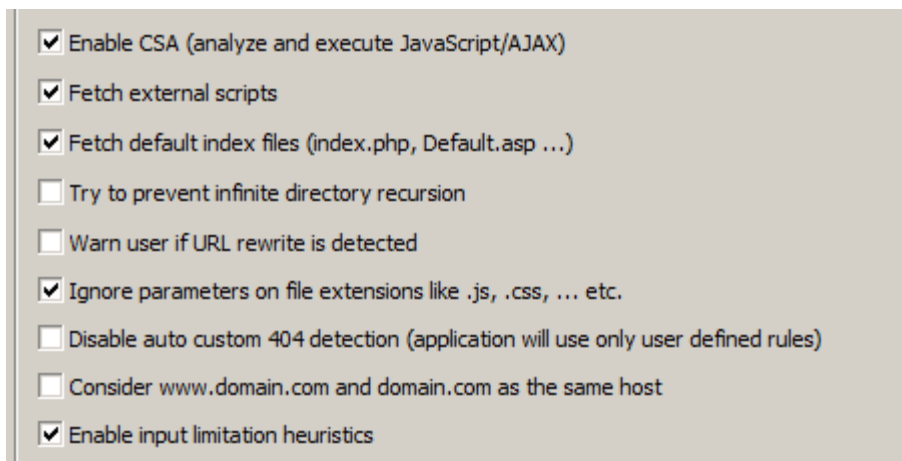 Enable CSA (analyze and execute JavaScript/AJAX)
Fetch external scripts
Fetch default index files (index.php, Default.asp ...)
Try to prevent infinite directory recursion
Warn user if URL rewrite is detected
Ignore parameters on file extensions like .js, .css, ... etc.
Disable auto custom 404 detection (application will use only user defined rules)
Consider www.domain.com and domain.com as the same host
Enable input limitation heuristics